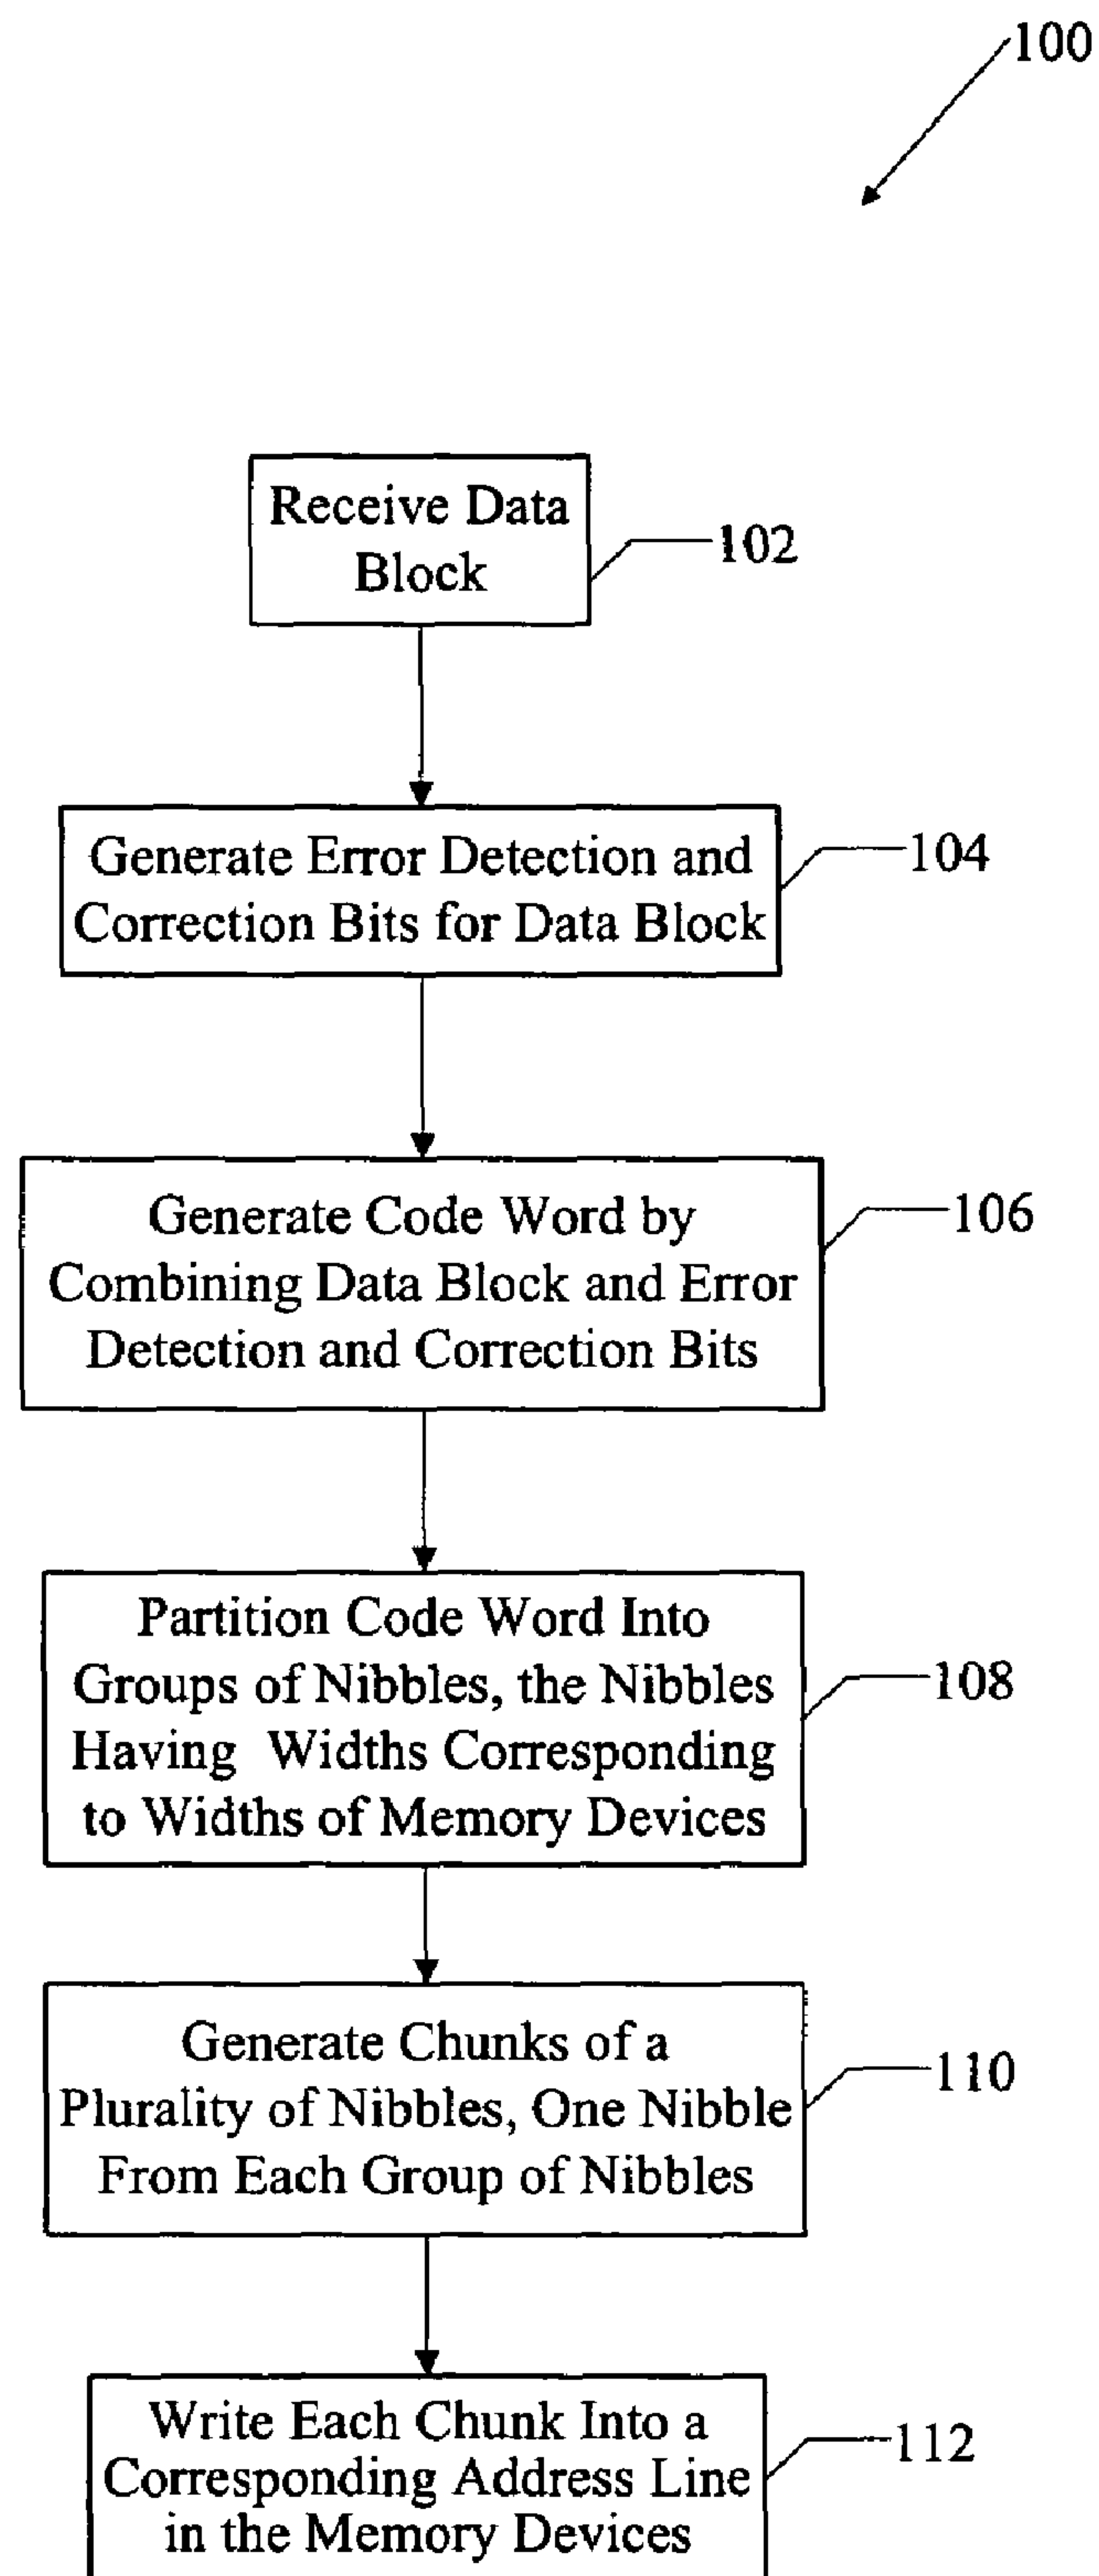 100
Receive Data
Block
102
Generate Error Detection and
Correction Bits for Data Block
104
Generate Code Word by
Combining Data Block and Error
Detection and Correction Bits
106
Partition Code Word Into
Groups of Nibbles, the Nibbles
Having Widths Corresponding
to Widths of Memory Devices
108
Generate Chunks of a
Plurality of Nibbles, One Nibble
From Each Group of Nibbles
110
Write Each Chunk Into a
Corresponding Address Line
in the Memory Devices
112